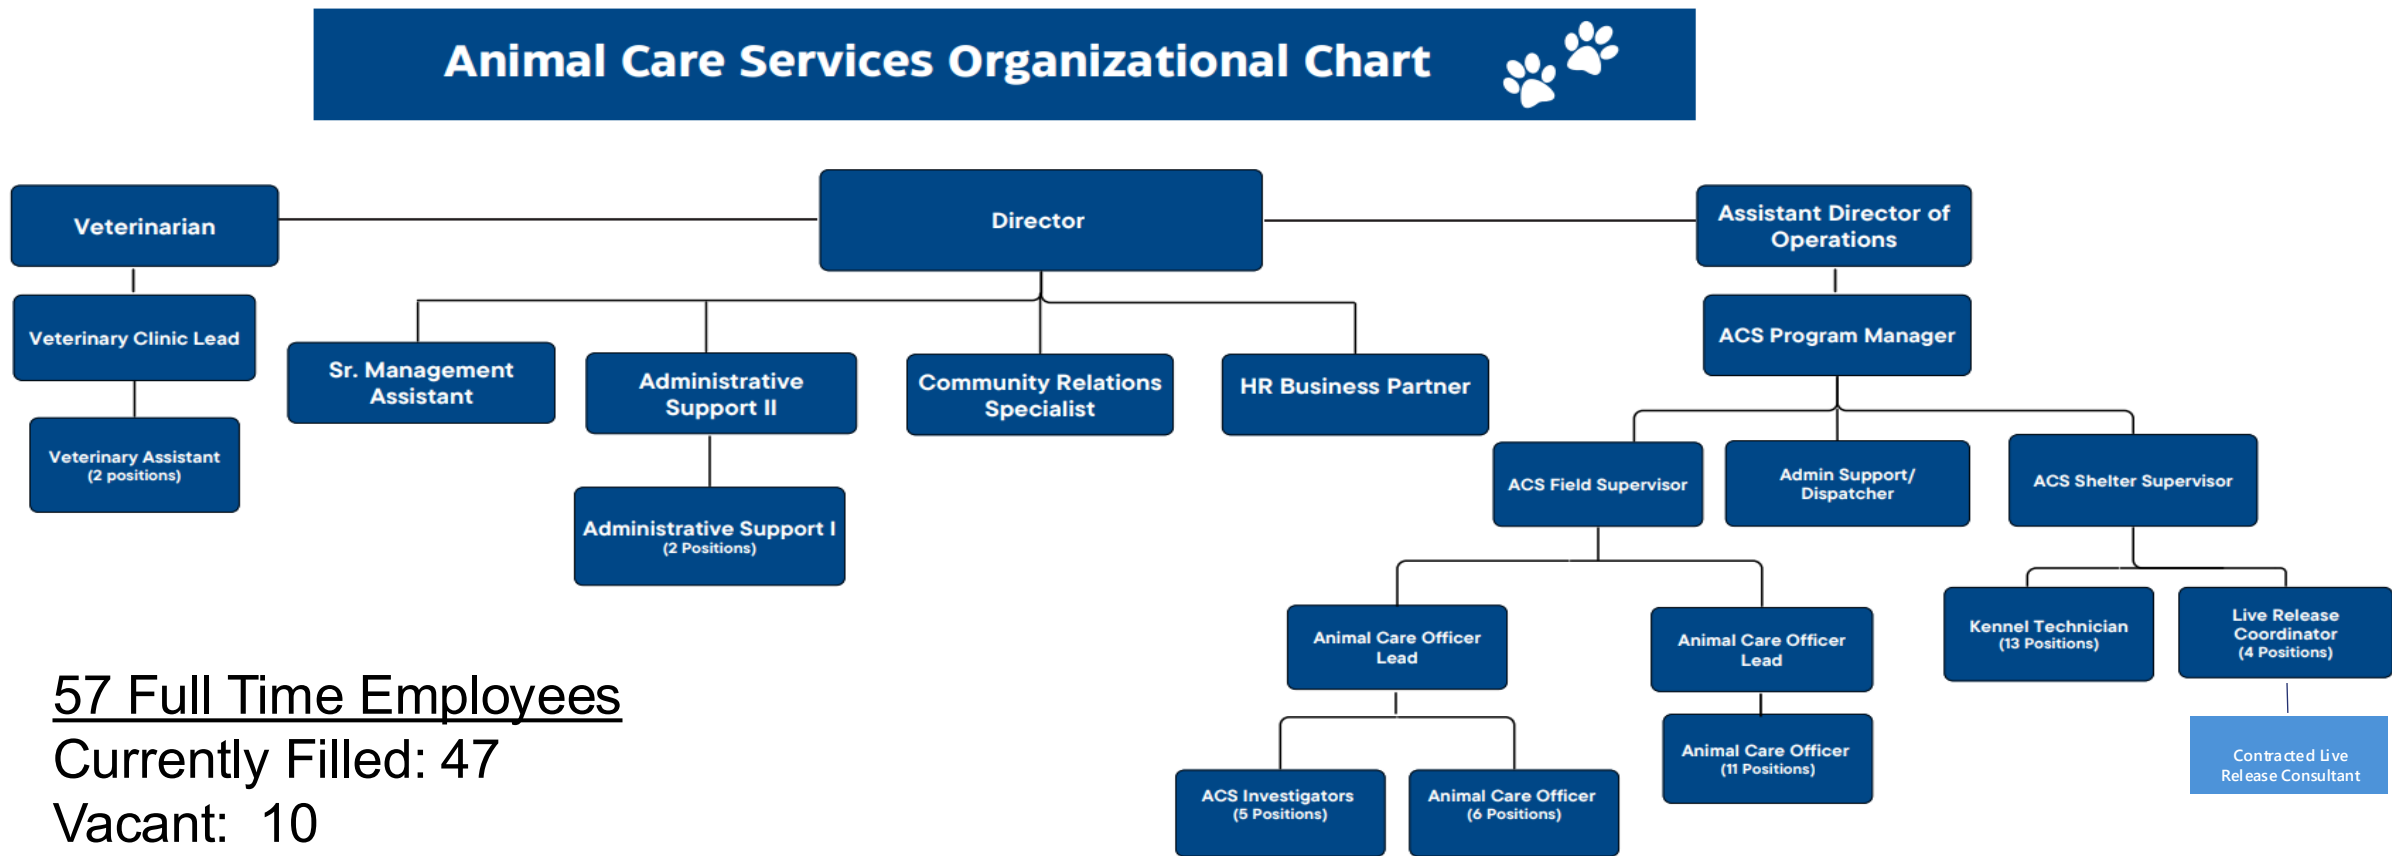 Animal Care Services Organizational Chart
Director
Veterinarian
Assistant Director of
Operations
Veterinary Clinic Lead
Veterinary Assistant
(2 positions)
Sr. Management
Assistant
Administrative
Support II
Administrative Support I
(2 Positions)
Community Relations
Specialist
HR Business Partner
ACS Program Manager
ACS Field Supervisor
Admin Support/
Dispatcher
ACS Shelter Supervisor
Animal Care Officer
Lead
Animal Care Officer
Lead
Kennel Technician
(13 Positions)
Live Release
Coordinator
(4 Positions)
ACS Investigators
(5 Positions)
Animal Care Officer
(6 Positions)
Animal Care Officer
(11 Positions)
Contracted Live
Release Consultant
57 Full Time Employees
Currently Filled: 47
Vacant: 10